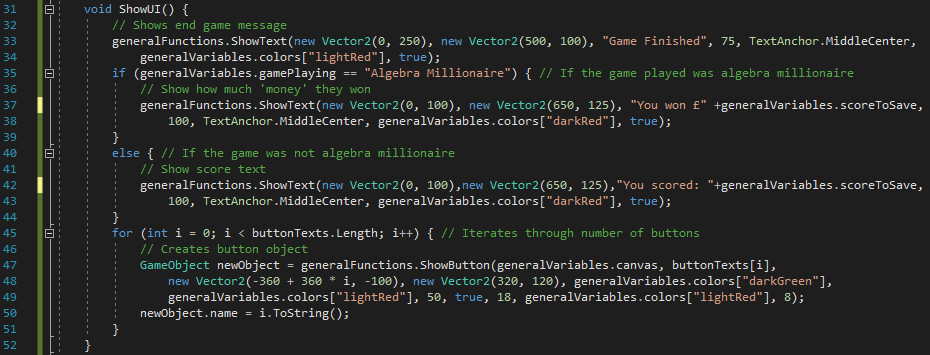 31 void ShowUI() {
32 // Shows end game message
33 generalFunctions.ShowText(new Vector2(0, 250), new Vector2(500, 100), "Game Finished", 75, TextAnchor.MiddleCenter,
34 generalVariables.colors["lightRed"], true);
35 if (generalVariables.gamePlaying == "Algebra Millionaire") { // If the game played was algebra millionaire
36 // Show how much 'money' they won
37 generalFunctions.ShowText(new Vector2(0, 100), new Vector2(650, 125), "You won £" +generalVariables.scoreToSave,
38 100, TextAnchor.MiddleCenter, generalVariables.colors["darkRed"], true);
39 }
40 else { // If the game was not algebra millionaire
41 // Show score text
42 generalFunctions.ShowText(new Vector2(0, 100),new Vector2(650, 125),"You scored: "+generalVariables.scoreToSave,
43 100, TextAnchor.MiddleCenter, generalVariables.colors["darkRed"], true);
44 }
45 for (int i = 0; i < buttonTexts.Length; i++) { // Iterates through number of buttons
46 // Creates button object
47 GameObject newObject = generalFunctions.ShowButton(generalVariables.canvas, buttonTexts[i],
48 new Vector2(-360 + 360 * i, -100), new Vector2(320, 120), generalVariables.colors["darkGreen"],
49 generalVariables.colors["lightRed"], 50, true, 18, generalVariables.colors["lightRed"], 8);
50 newObject.name = i.ToString();
51 }
52 }